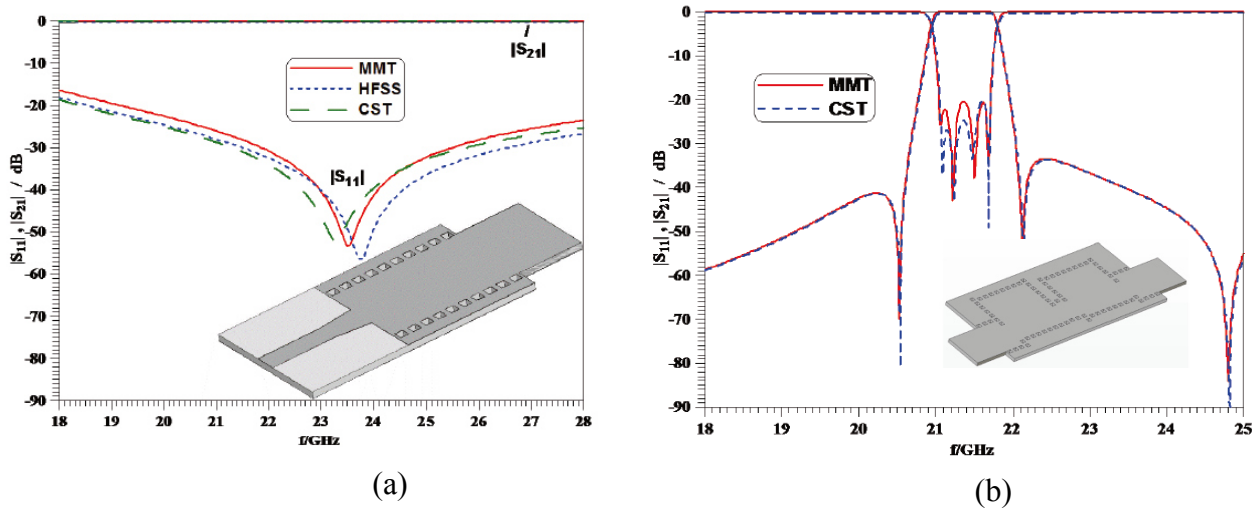 0
-10
-20
-30
-40
-50
-60
-70
-80
-90
|S11| , |S21| / dB
|S21|
MMT
HFSS
CST
|S11|
18 19 20 21 22 23 24 25 26 27 28
f/GHz
(a)
0
-10
-20
-30
-40
-50
-60
-70
-80
-90
|S11| , |S21| / dB
MMT
CST
18 19 20 21 22 23 24 25
f/GHz
(b)